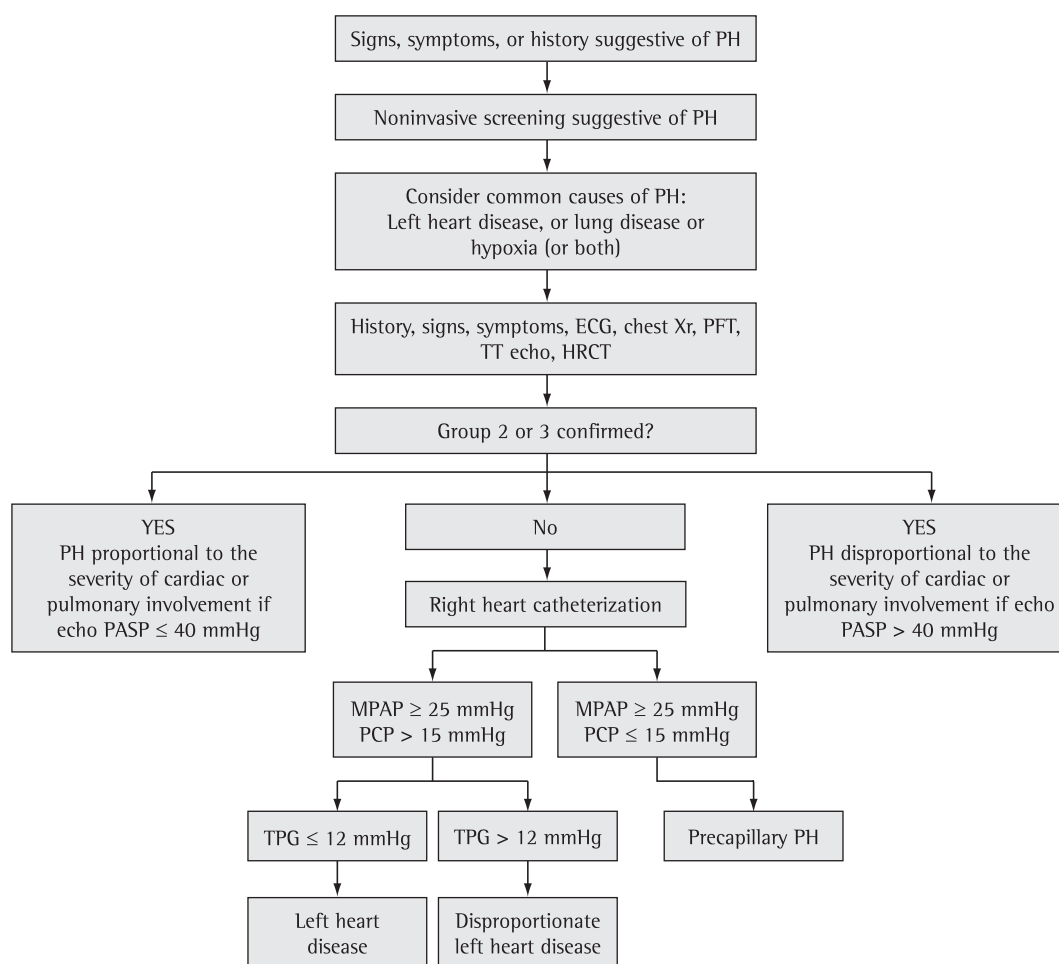 Signs, symptoms, or history suggestive of PH
Noninvasive screening suggestive of PH
Consider common causes of PH:
Left heart disease, or lung disease or
hypoxia (or both)
History, signs, symptoms, ECG, chest Xr, PFT,
TT echo, HRCT
Group 2 or 3 confirmed?
YES
PH proportional to the
severity of cardiac or
pulmonary involvement if
echo PASP ≤ 40 mmHg
No
YES
PH disproportional to the
severity of cardiac or
pulmonary involvement if echo
PASP > 40 mmHg
Right heart catheterization
MPAP ≥ 25 mmHg
PCP > 15 mmHg
MPAP ≥ 25 mmHg
PCP ≤ 15 mmHg
TPG ≤ 12 mmHg
TPG > 12 mmHg
Precapillary PH
Left heart
disease
Disproportionate
left heart disease